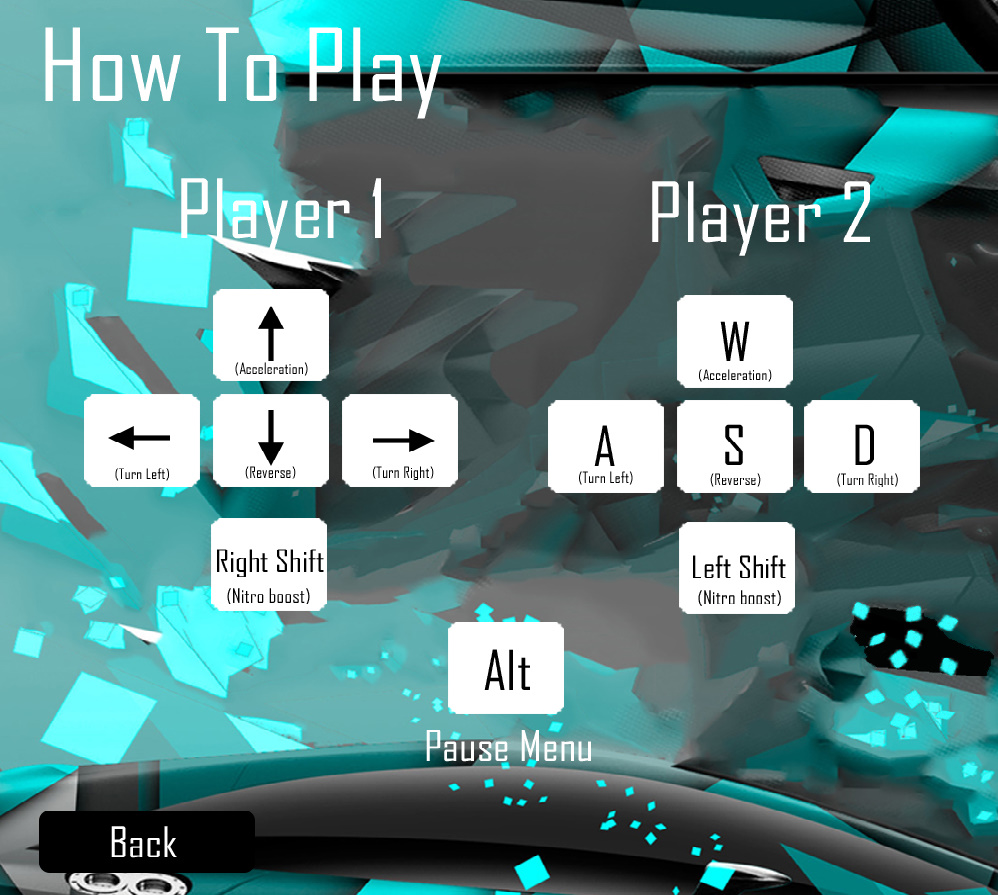 How To Play
Player 1
Player 2
(Acceleration)
(Turn Left)
(Reverse)
(Turn Right)
Right Shift
(Nitro boost)
W
(Acceleration)
A
(Turn Left)
S
(Reverse)
D
(Turn Right)
Left Shift
(Nitro boost)
Alt
Pause Menu
Back